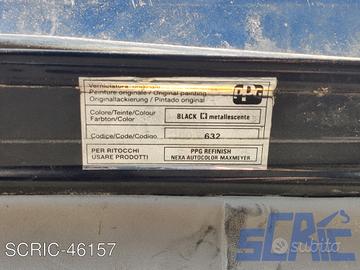 Verniciatura originale
Peinture originale / Original painting
Originallackierung / Pintado original
PPG
Colore/Teinte/Colour
Farbton/Color
BLACK metallescente
Codice/Code/Codigo
632
PER RITOCCHI
USARE PRODOTTI
PPG REFINISH
NEXA AUTOCOLOR MAXMEYER
SCRIC-46157
SCRIC
subito